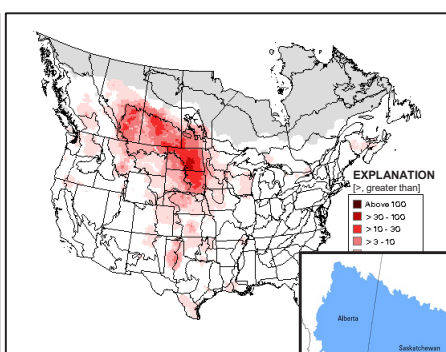 EXPLANATION
[>, greater than]
Above 100
> 30 - 100
> 10 - 30
> 3 - 10
Alberta
Saskatchewan